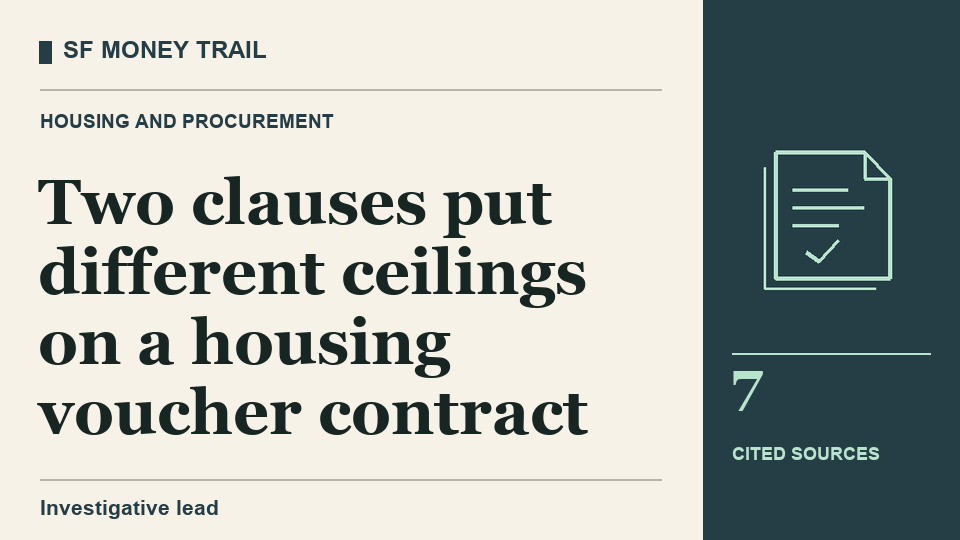 SF MONEY TRAIL
HOUSING AND PROCUREMENT
Two clauses put
different ceilings
on a housing
voucher contract
Investigative lead
7
CITED SOURCES